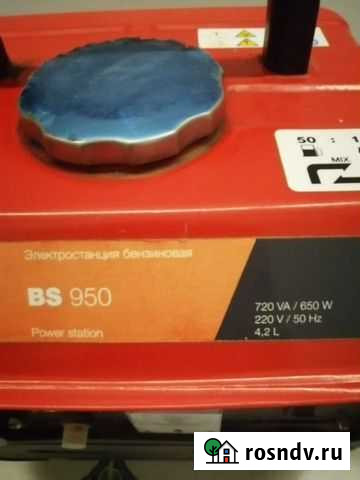 50 : 1
MIX
Электростанция бензиновая
BS 950
720 VA / 650 W
220 V / 50 Hz
Power station
4,2 L
rosndv.ru